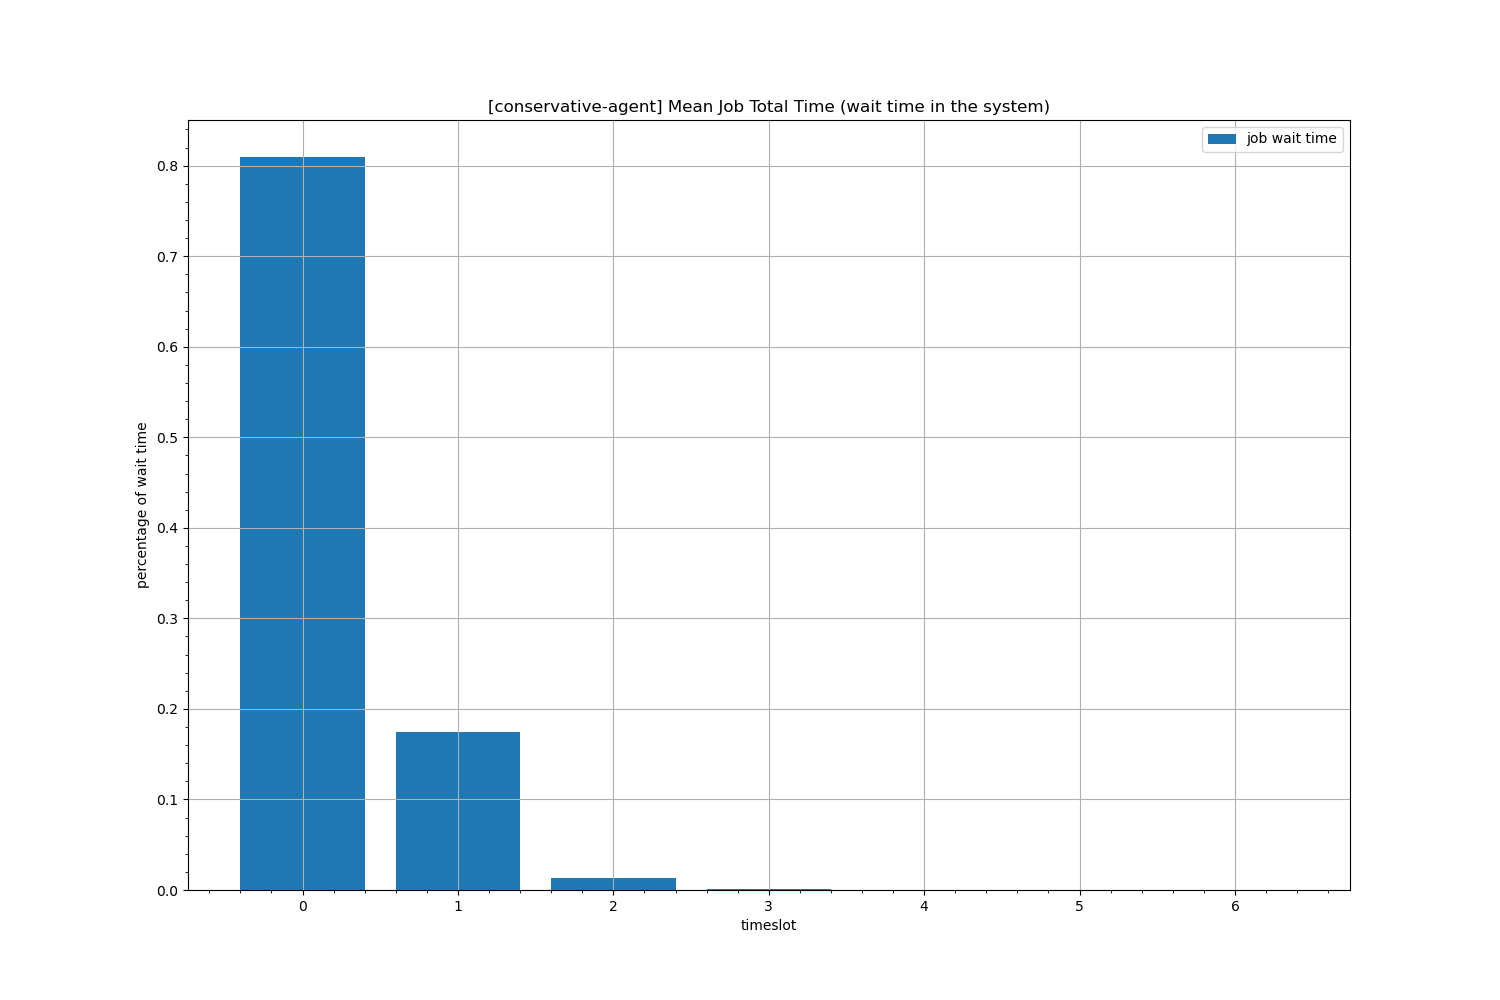 [conservative-agent] Mean Job Total Time (wait time in the system)
job wait time
0.8
0.7
0.6
0.5
0.4
0.3
0.2
0.1
0.0
percentage of wait time
0 1 2 3 4 5 6
timeslot